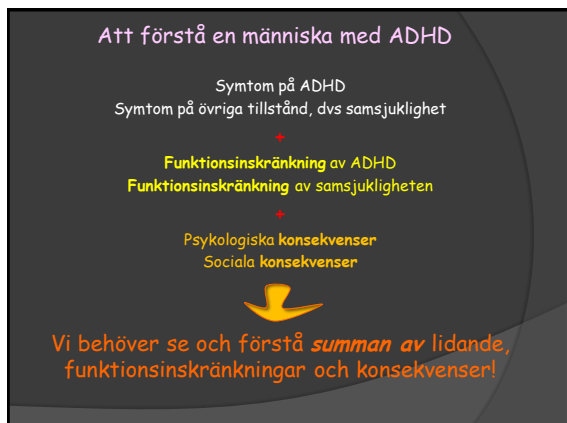 Att förstå en människa med ADHD
Symtom på ADHD
Symtom på övriga tillstånd, dvs samsjuklighet
+
Funktionsinskränkning av ADHD
Funktionsinskränkning av samsjukligheten
+
Psykologiska konsekvenser
Sociala konsekvenser
Vi behöver se och förstå summan av lidande,
funktionsinskränkningar och konsekvenser!